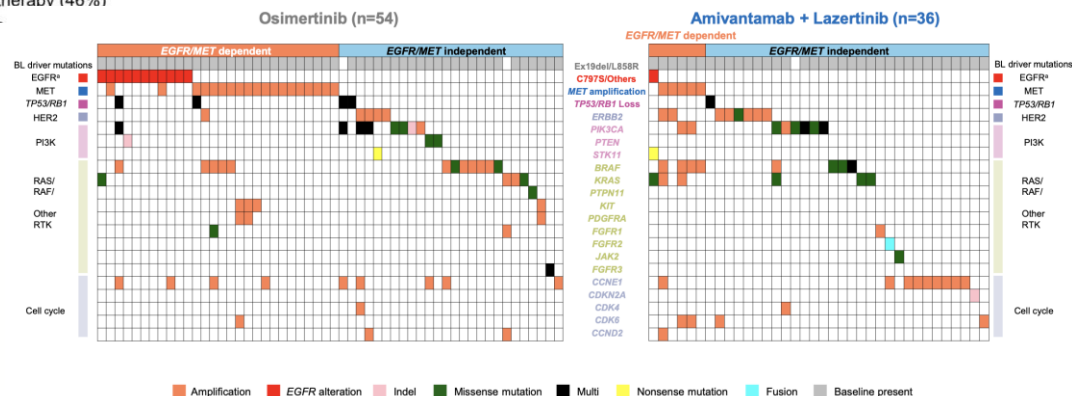 therapy (46%)
Osimertinib (n=54)
Amivantamab + Lazertinib (n=36)
EGFR/MET dependent
EGFR/MET dependent
EGFR/MET independent
EGFR/MET independent
BL driver mutations
Ex19del/L858R
BL driver mutations
EGFRª
C797S/Others
EGFRª
MET
MET amplification
MET
TP53/RB1
TP53/RB1 Loss
TP53/RB1
HER2
ERBB2
HER2
PIK3CA
PI3K
PTEN
PI3K
STK11
BRAF
RAS/
KRAS
RAS/
RAF/
PTPN11
RAF/
KIT
Other
PDGFRA
Other
RTK
FGFR1
RTK
FGFR2
JAK2
FGFR3
CCNE1
CDKN2A
Cell cycle
CDK4
Cell cycle
CDK6
CCND2
Amplification
EGFR alteration
Indel
Missense mutation
Multi
Nonsense mutation
Fusion
Baseline present